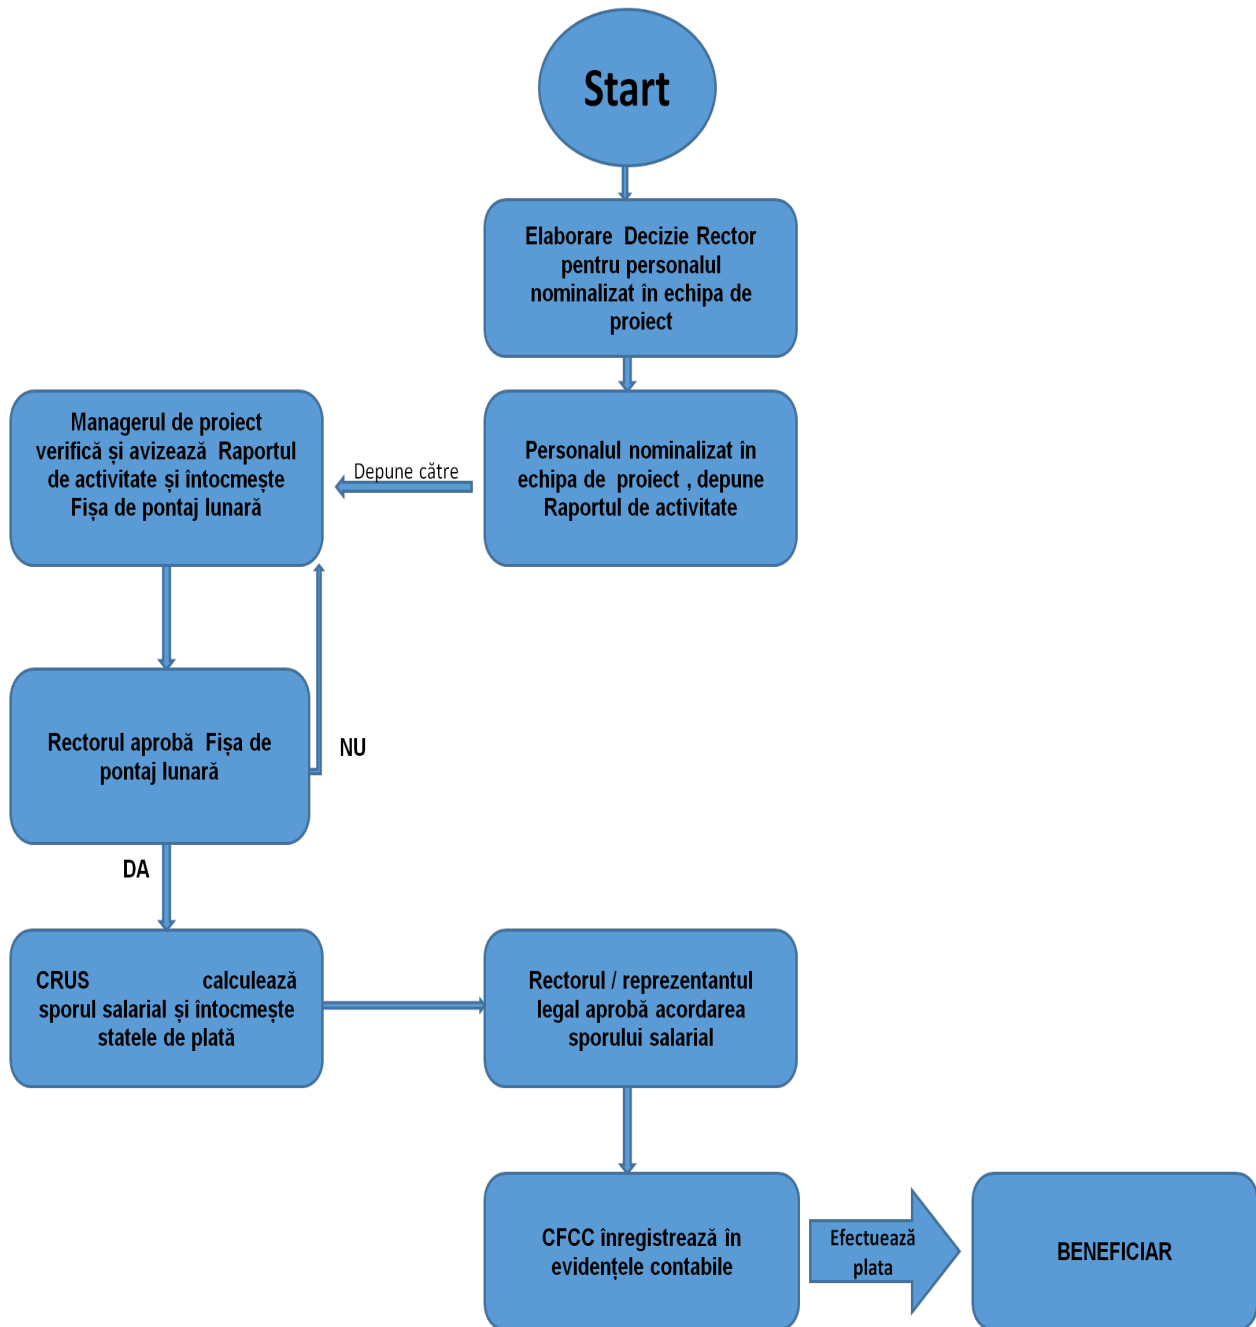 Start
Elaborare Decizie Rector
pentru personalul
nominalizat în echipa de
proiect
Personalul nominalizat în
echipa de proiect , depune
Raportul de activitate
Depune către
Managerul de proiect
verifică și avizează Raportul
de activitate și întocmește
Fișa de pontaj lunară
Rectorul aprobă Fișa de
pontaj lunară
NU
DA
CRUS calculează
sporul salarial și întocmește
statele de plată
Rectorul / reprezentantul
legal aprobă acordarea
sporului salarial
CFCC înregistrează în
evidențele contabile
Efectuează
plata
BENEFICIAR